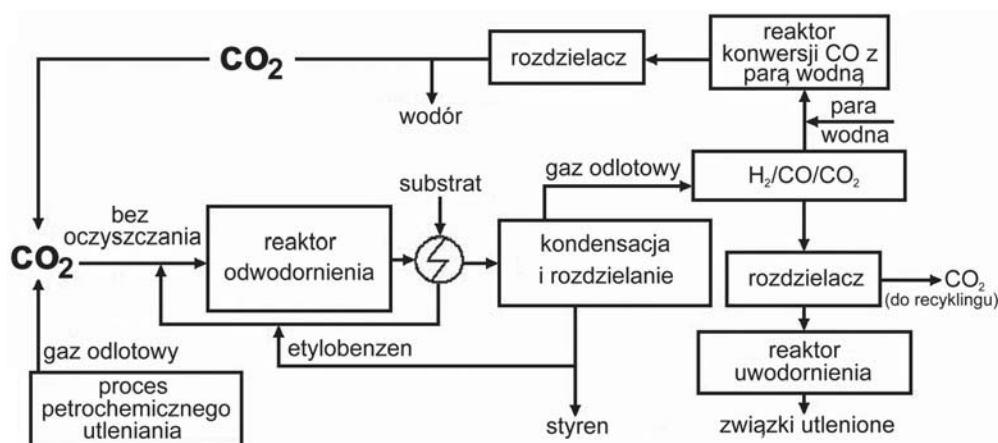 reaktor
konwersji CO z
parą wodną
rozdzielacz
CO₂
wodór
para
wodna
H₂/CO/CO₂
gaz odlotowy
substrat
bez
oczyszczania
CO₂
reaktor
odwodornienia
kondensacja
i rozdzielanie
rozdzielacz
CO₂
(do recyklingu)
etylobenzen
gaz odlotowy
proces
petrochemicznego
utleniania
styren
reaktor
uwodornienia
związki utlenione